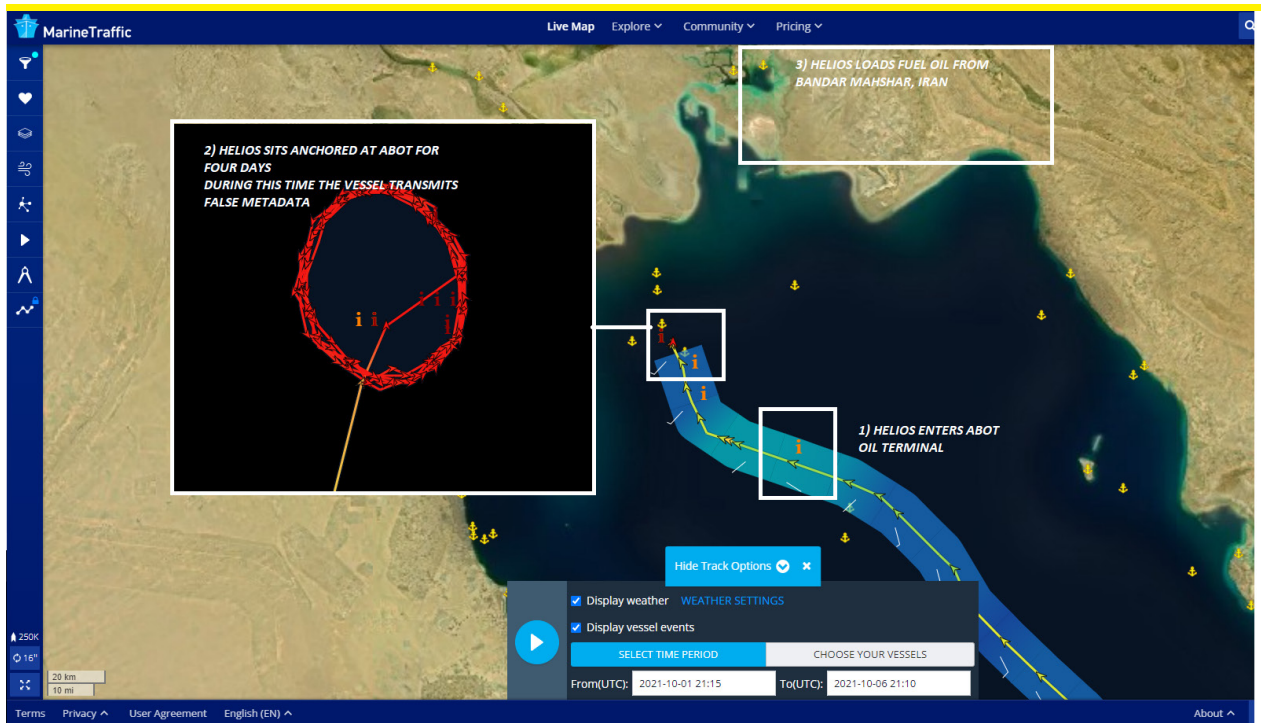 MarineTraffic
Live Map
Explore
Community
Pricing
3) HELIOS LOADS FUEL OIL FROM
BANDAR MAHSHAR, IRAN
2) HELIOS SITS ANCHORED AT ABOT FOR
FOUR DAYS
DURING THIS TIME THE VESSEL TRANSMITS
FALSE METADATA
i ii
i i i
i
i
i
i
1) HELIOS ENTERS ABOT
OIL TERMINAL
i
Hide Track Options
Display weather WEATHER SETTINGS
Display vessel events
SELECT TIME PERIOD CHOOSE YOUR VESSELS
From(UTC): 2021-10-01 21:15 To(UTC): 2021-10-06 21:10
250K
16"
20 km
10 mi
Terms Privacy User Agreement English (EN) About